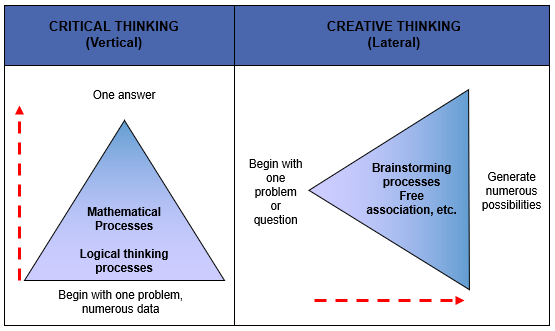 CRITICAL THINKING
(Vertical)
CREATIVE THINKING
(Lateral)
One answer
Mathematical
Processes
Logical thinking
processes
Begin with one problem,
numerous data
Begin with
one
problem
or
question
Brainstorming
processes
Free
association, etc.
Generate
numerous
possibilities